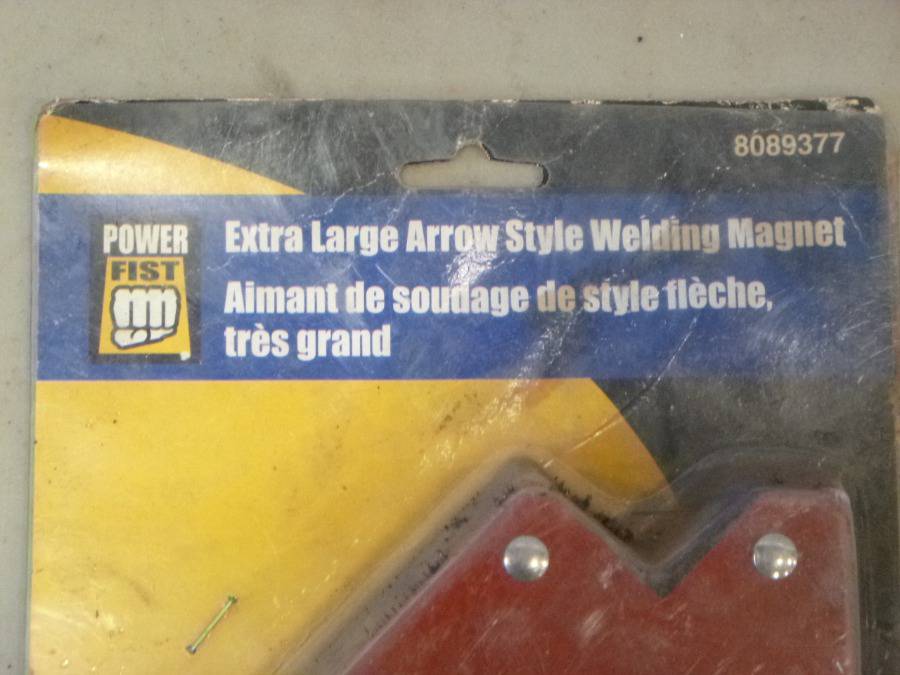 8089377
POWER
FIST
Extra Large Arrow Style Welding Magnet
Aimant de soudage de style flèche,
très grand